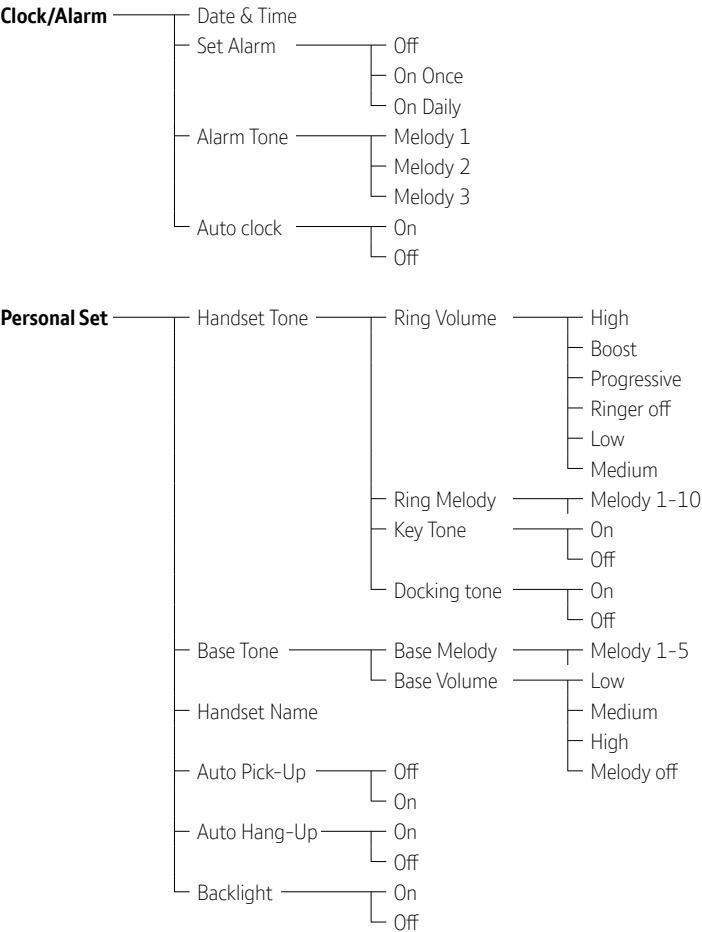 Clock/Alarm Date & Time
Set Alarm Off
On Once
On Daily
Alarm Tone Melody 1
Melody 2
Melody 3
Auto clock On
Off
Personal Set Handset Tone Ring Volume High
Boost
Progressive
Ringer off
Low
Medium
Ring Melody Melody 1-10
Key Tone On
Off
Docking tone On
Off
Base Tone Base Melody Melody 1-5
Base Volume Low
Handset Name Medium
High
Auto Pick-Up Off Melody off
On
Auto Hang-Up On
Off
Backlight On
Off